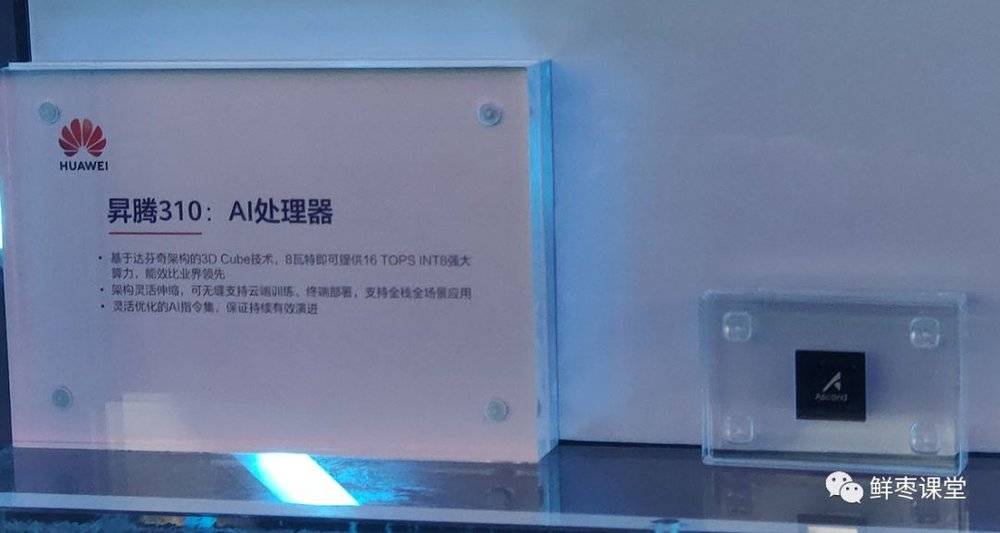 HUAWEI
昇腾310：AI处理器
• 基于达芬奇架构的3D Cube技术，8瓦特即可提供16 TOPS INT8强大
算力，能效比业界领先
• 架构灵活伸缩，可无缝支持云端训练、终端部署，支持全栈全场景应用
• 灵活优化的AI指令集，保证持续有效演进
Ascend
鲜枣课堂